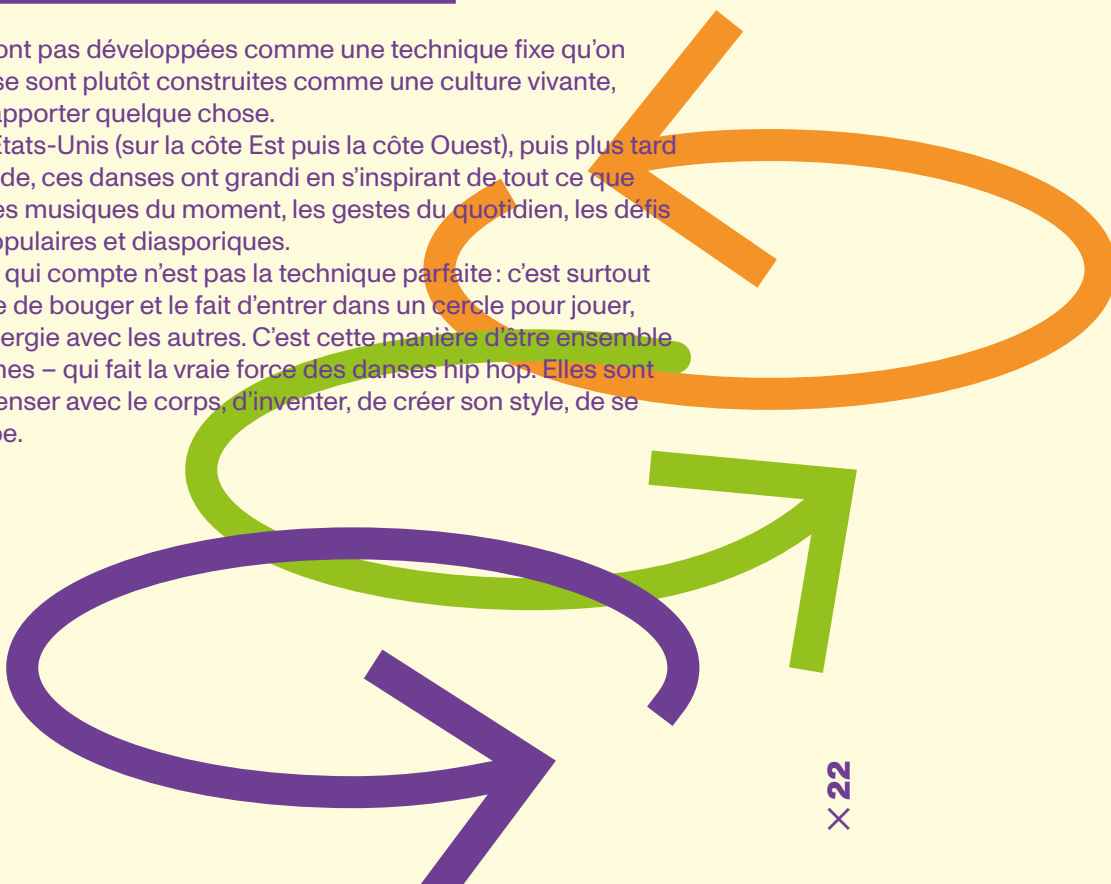 ont pas développées comme une technique fixe qu'on
se sont plutôt construites comme une culture vivante,
apporter quelque chose.
États-Unis (sur la côte Est puis la côte Ouest), puis plus tard
de, ces danses ont grandi en s'inspirant de tout ce que
es musiques du moment, les gestes du quotidien, les défis
opulaires et diasporiques.
qui compte n'est pas la technique parfaite : c'est surtout
e de bouger et le fait d'entrer dans un cercle pour jouer,
ergie avec les autres. C'est cette manière d'être ensemble
nes – qui fait la vraie force des danses hip hop. Elles sont
enser avec le corps, d'inventer, de créer son style, de se
pe.
× 22